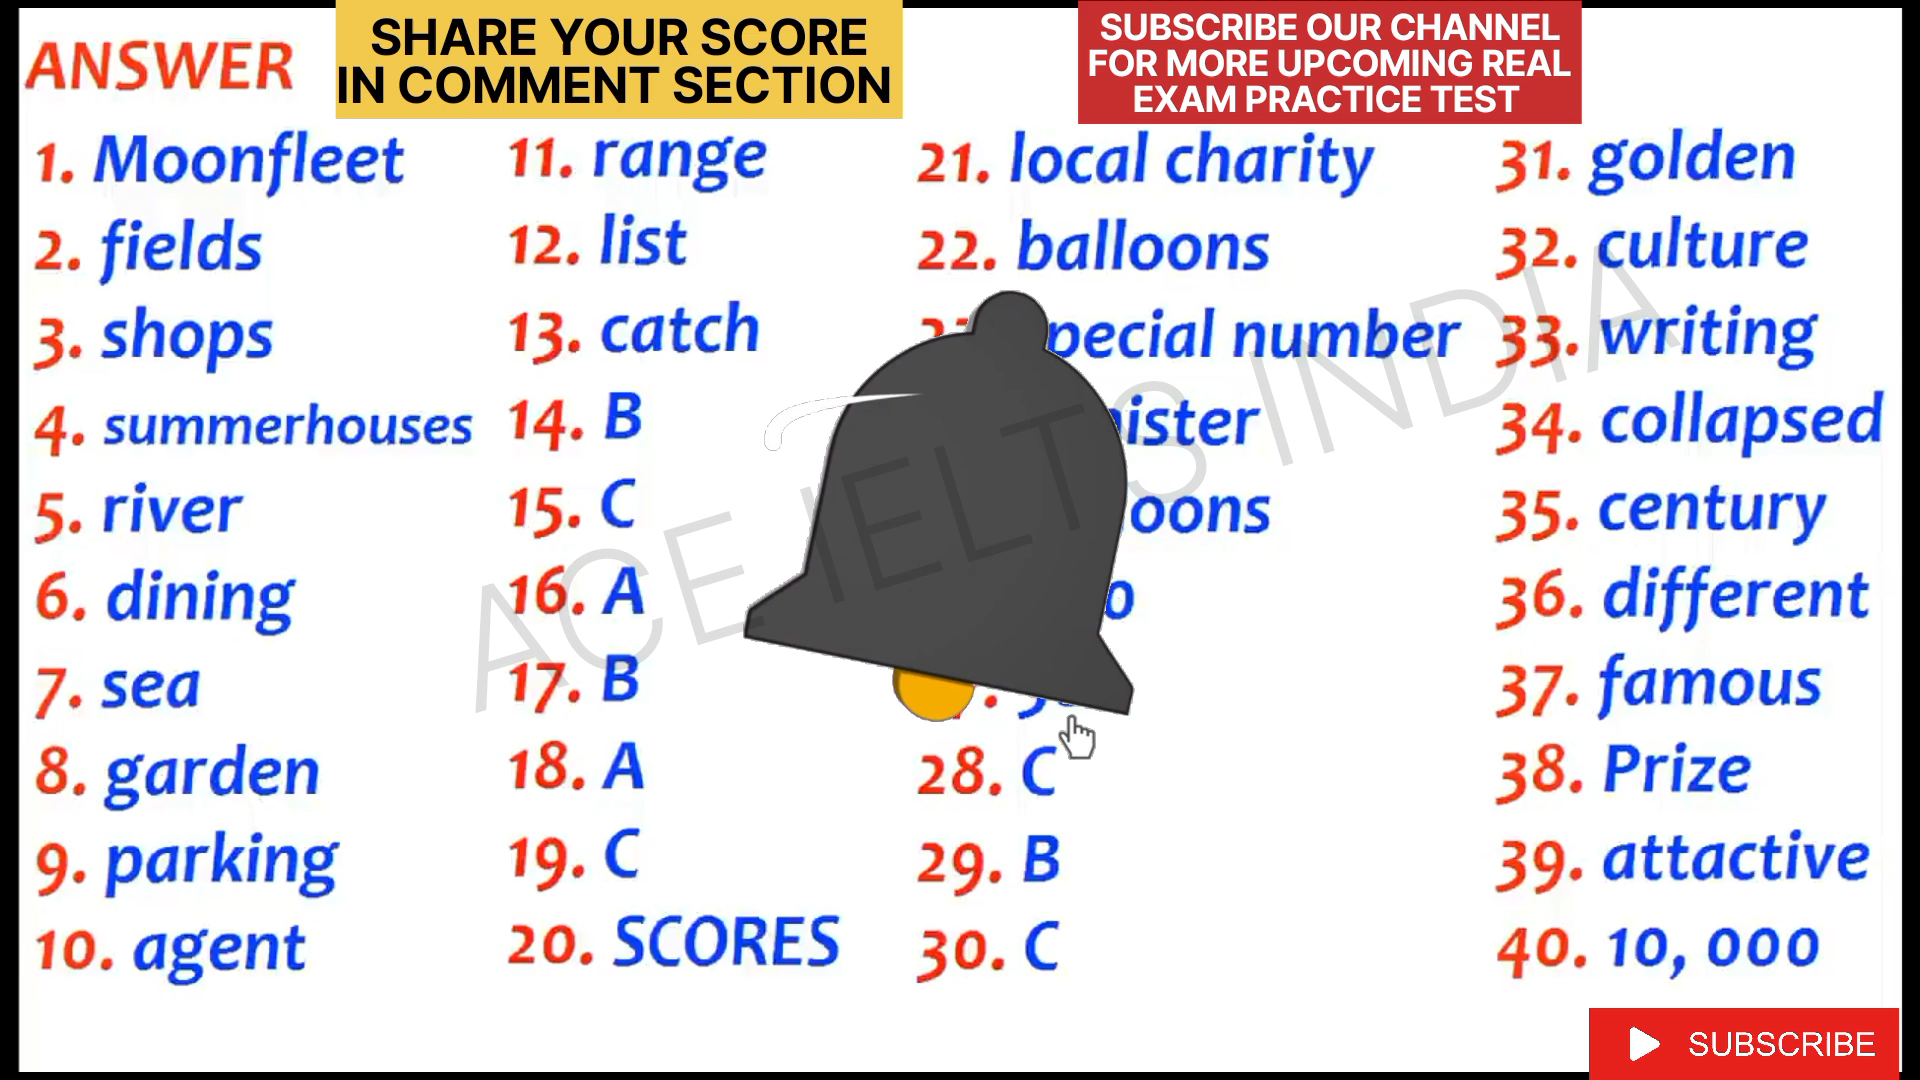 ANSWER
SHARE YOUR SCORE
IN COMMENT SECTION
SUBSCRIBE OUR CHANNEL
FOR MORE UPCOMING REAL
EXAM PRACTICE TEST
1. Moonfleet
2. fields
3. shops
4. summerhouses
5. river
6. dining
7. sea
8. garden
9. parking
10. agent
11. range
12. list
13. catch
14. B
15. C
16. A
17. B
18. A
19. C
20. SCORES
21. local charity
22. balloons
number
28. C
29. B
30. C
31. golden
32. culture
33. writing
34. collapsed
35. century
36. different
37. famous
38. Prize
39. attactive
40. 10, 000
ACE IELTS INDIA
SUBSCRIBE